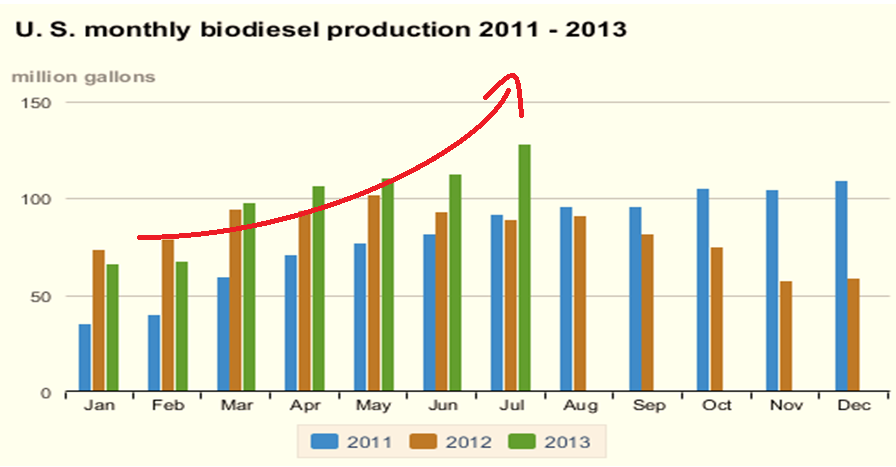 U. S. monthly biodiesel production 2011 - 2013
million gallons
150
100
50
0
Jan Feb Mar Apr May Jun Jul Aug Sep Oct Nov Dec
2011 2012 2013